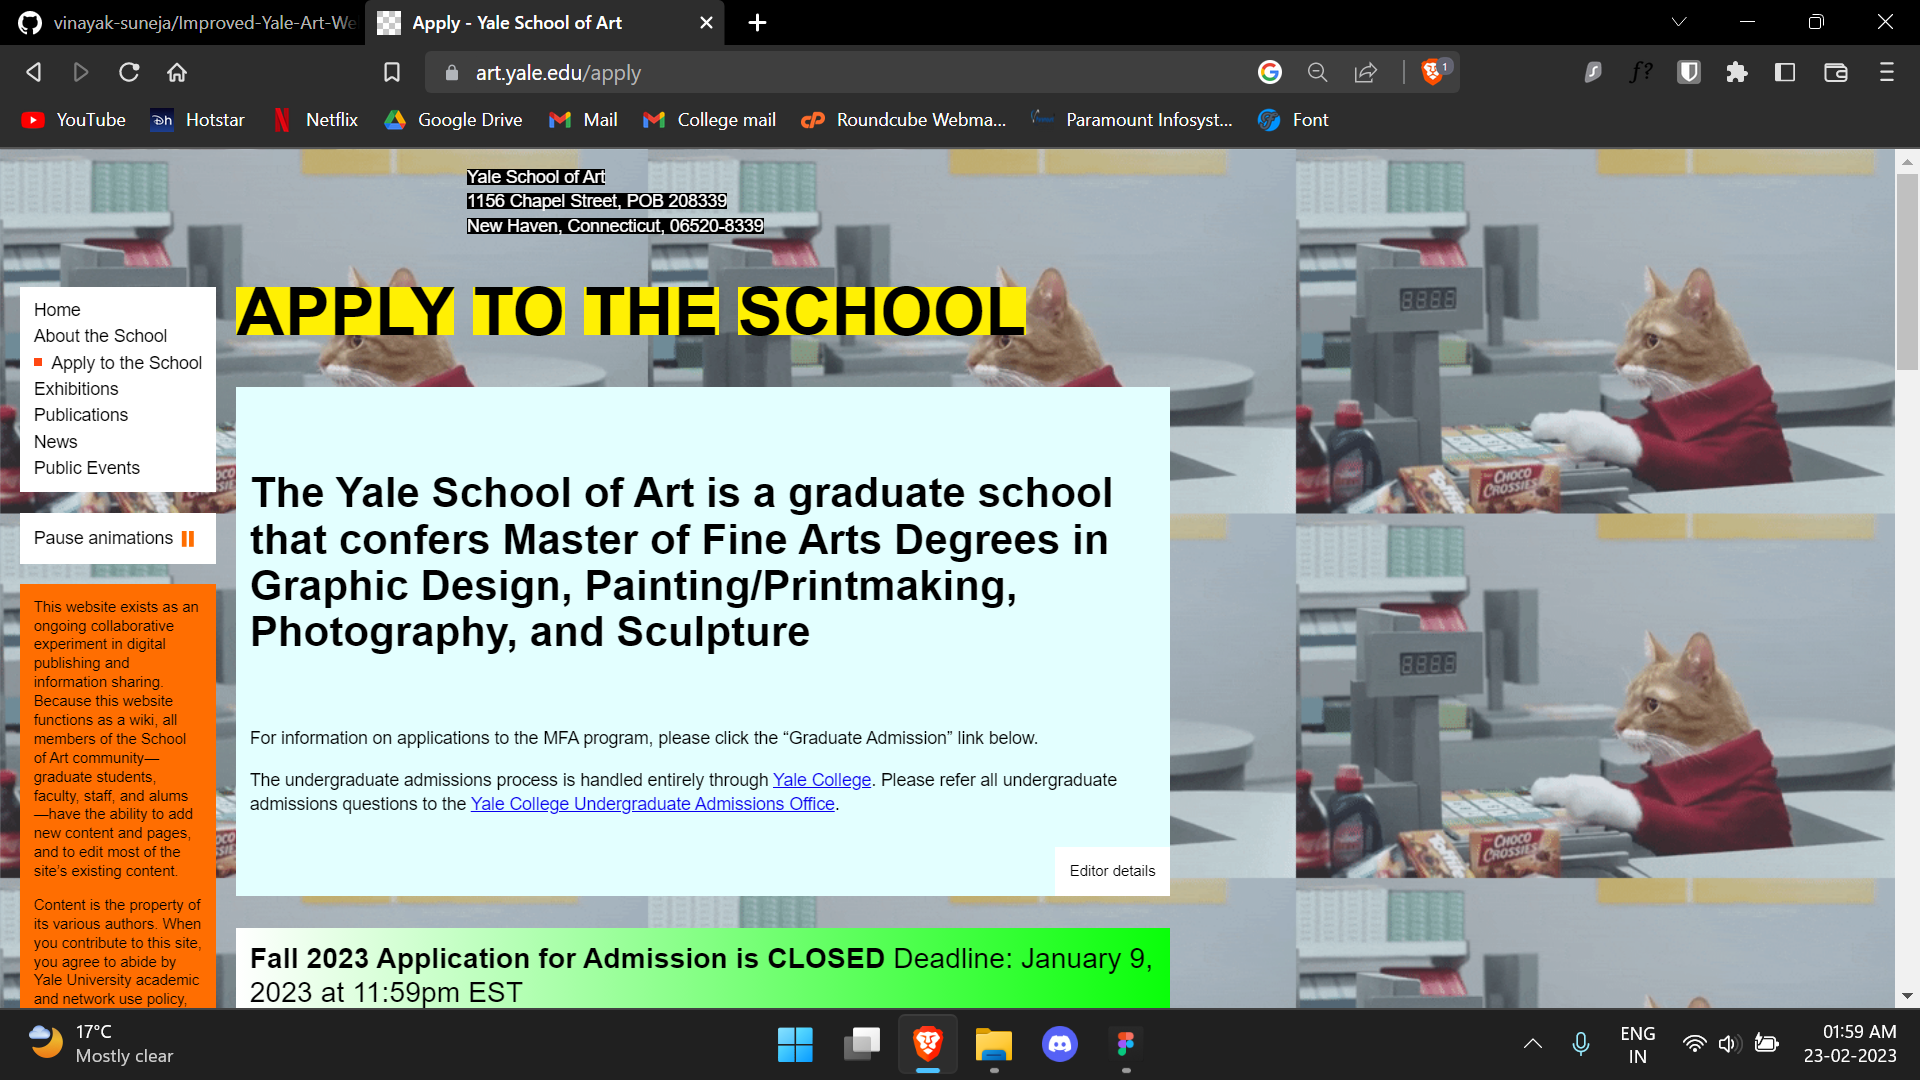 vinayak-suneja/Improved-Yale-Art-We
Apply - Yale School of Art
art.yale.edu/apply
1
f?
YouTube
Hotstar
Netflix
Google Drive
Mail
College mail
Roundcube Webma...
Paramount Infosyst...
Font
Yale School of Art
1156 Chapel Street, POB 208339
New Haven, Connecticut, 06520-8339
APPLY TO THE SCHOOL
Home
About the School
Apply to the School
Exhibitions
Publications
News
Public Events
Pause animations
This website exists as an
ongoing collaborative
experiment in digital
publishing and
information sharing.
Because this website
functions as a wiki, all
members of the School
of Art community—
graduate students,
faculty, staff, and alums
—have the ability to add
new content and pages,
and to edit most of the
site’s existing content.
Content is the property of
its various authors. When
you contribute to this site,
you agree to abide by
Yale University academic
and network use policy,
The Yale School of Art is a graduate school
that confers Master of Fine Arts Degrees in
Graphic Design, Painting/Printmaking,
Photography, and Sculpture
For information on applications to the MFA program, please click the “Graduate Admission” link below.
The undergraduate admissions process is handled entirely through Yale College. Please refer all undergraduate
admissions questions to the Yale College Undergraduate Admissions Office.
Editor details
Fall 2023 Application for Admission is CLOSED Deadline: January 9,
2023 at 11:59pm EST
CHOCO
CROSSIES
CHOCO
CROSSIES
17°C
Mostly clear
ENG
IN
01:59 AM
23-02-2023